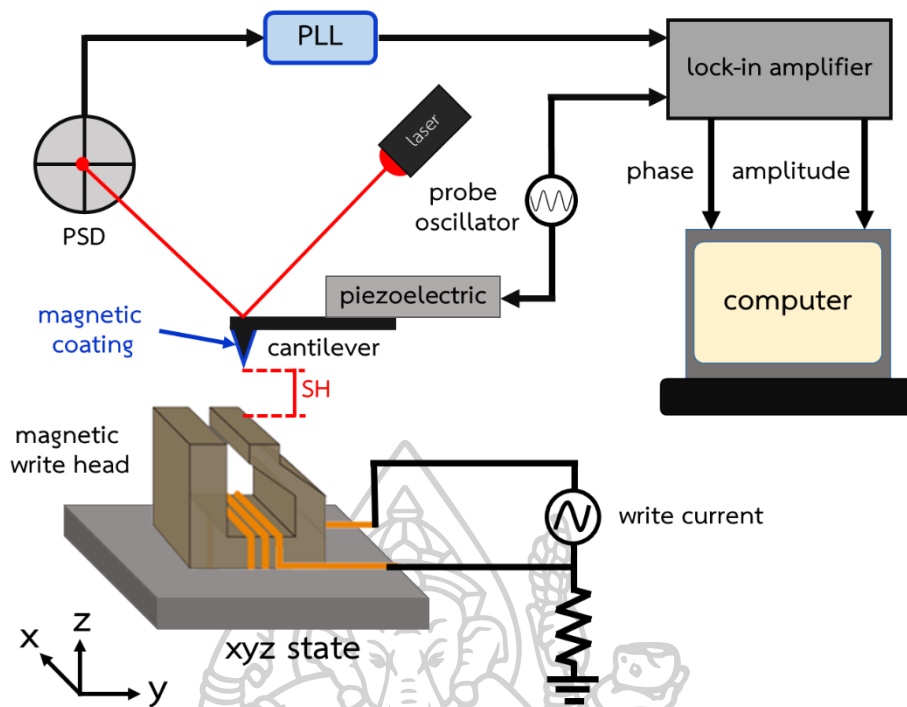 PLL
lock-in amplifier
laser
PSD
probe
oscillator
phase
amplitude
piezoelectric
computer
magnetic
coating
cantilever
SH
magnetic
write head
write current
xyz state
x
z
y